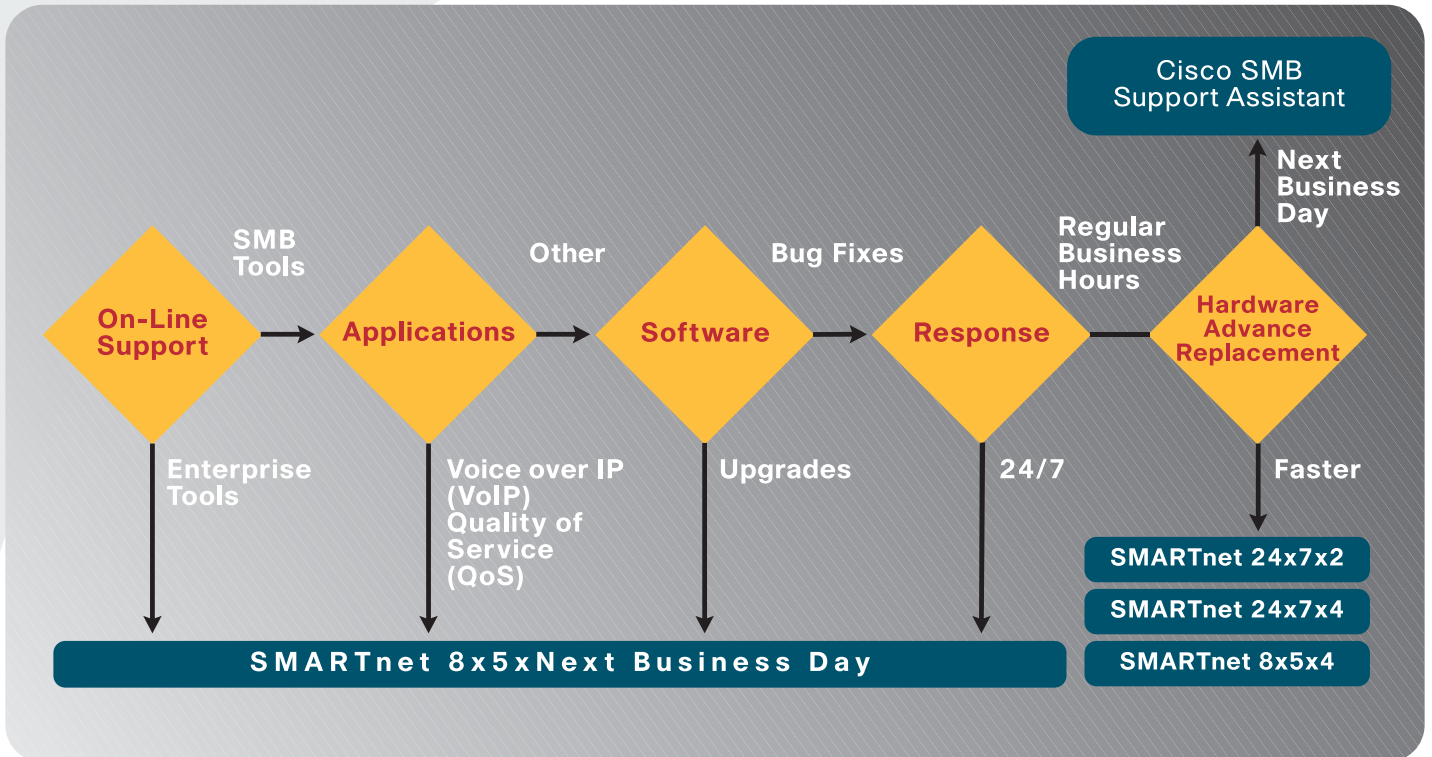 Cisco SMB
Support Assistant
Next
Business
Day
SMB
Tools
Other
Bug Fixes
Regular
Business
Hours
On-Line
Support
Applications
Software
Response
Hardware
Advance
Replacement
Enterprise
Tools
Voice over IP
(VoIP)
Quality of
Service
(QoS)
Upgrades
24/7
Faster
SMARTnet 24x7x2
SMARTnet 24x7x4
SMARTnet 8x5x4
SMARTnet 8x5xNext Business Day